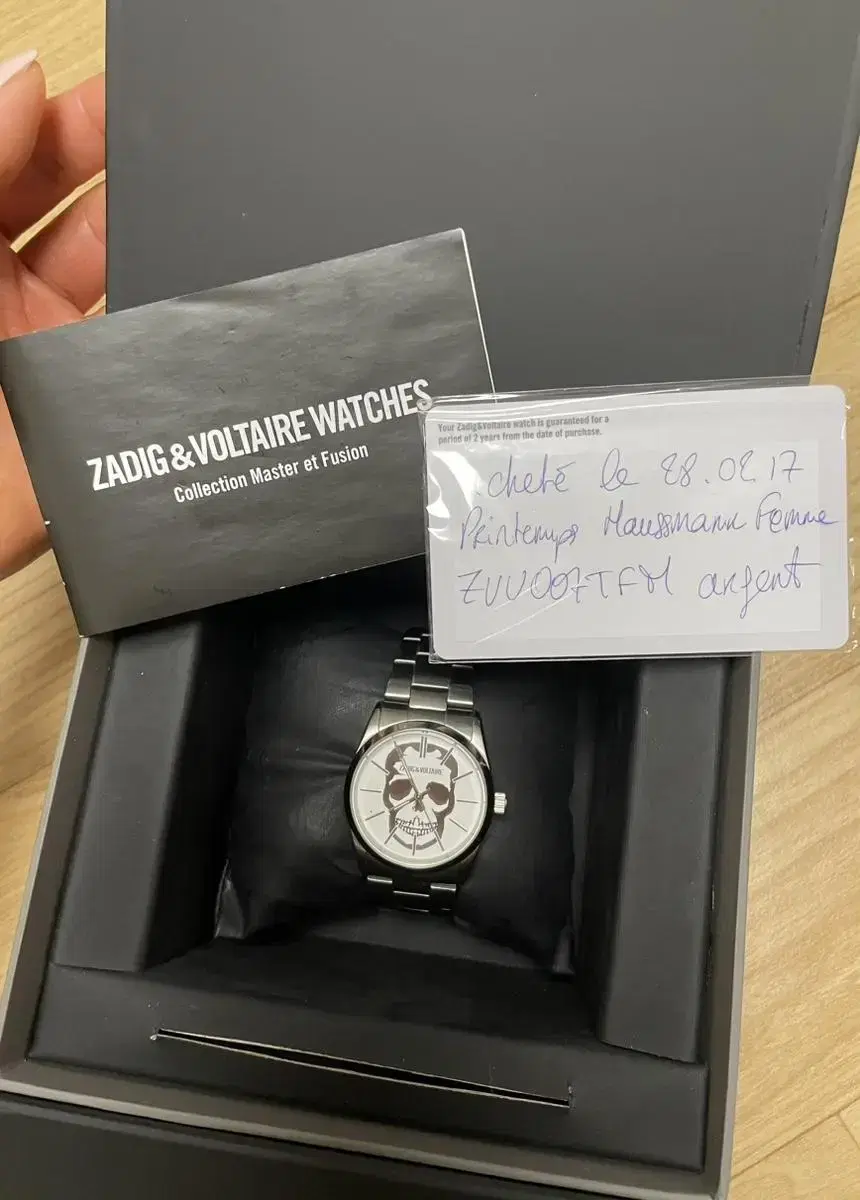 ZADIG & VOLTAIRE WATCHES
Collection Master et Fusion
Your Zadig&Voltaire watch is guaranteed for a
period of 2 years from the date of purchase.
cheté le 28.02.17
Printemps Haussmann Femme
ZVV007TFM argent
ZADIG&VOLTAIRE